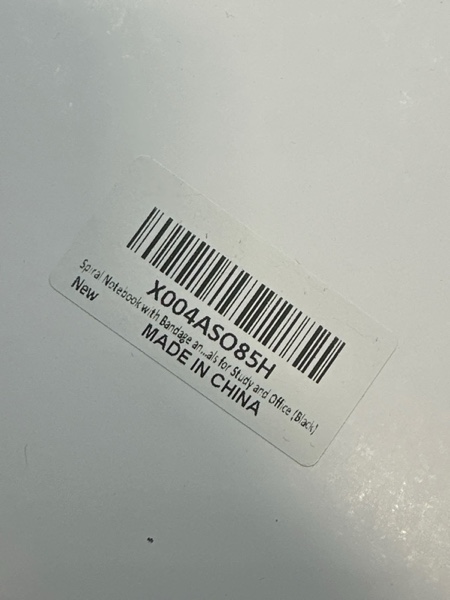 X004ASO85H
Spiral Notebook with Bandage an...als for Study and Office (Black)
New
MADE IN CHINA